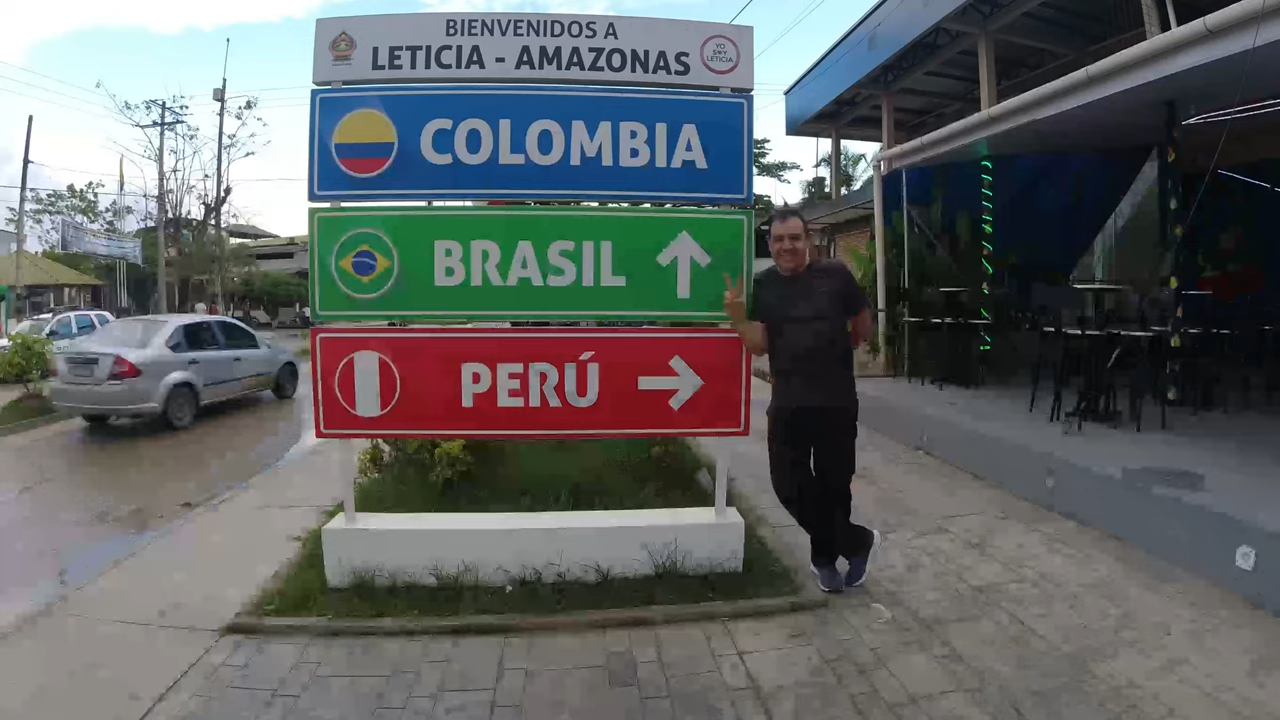 BIENVENIDOS A
LETICIA - AMAZONAS
YO
SOY
LETICIA
COLOMBIA
BRASIL
PERÚ